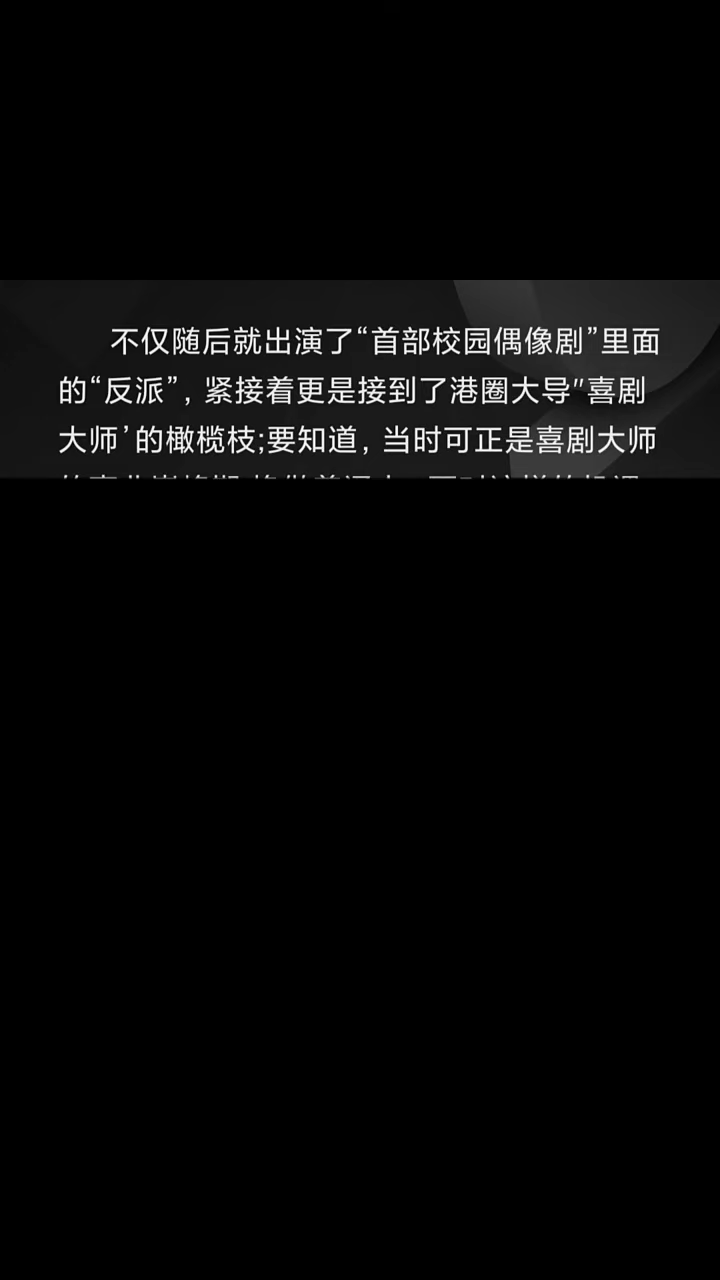 不仅随后就出演了“首部校园偶像剧”里面
的“反派”，紧接着更是接到了港圈大导"喜剧
大师’的橄榄枝;要知道，当时可正是喜剧大师